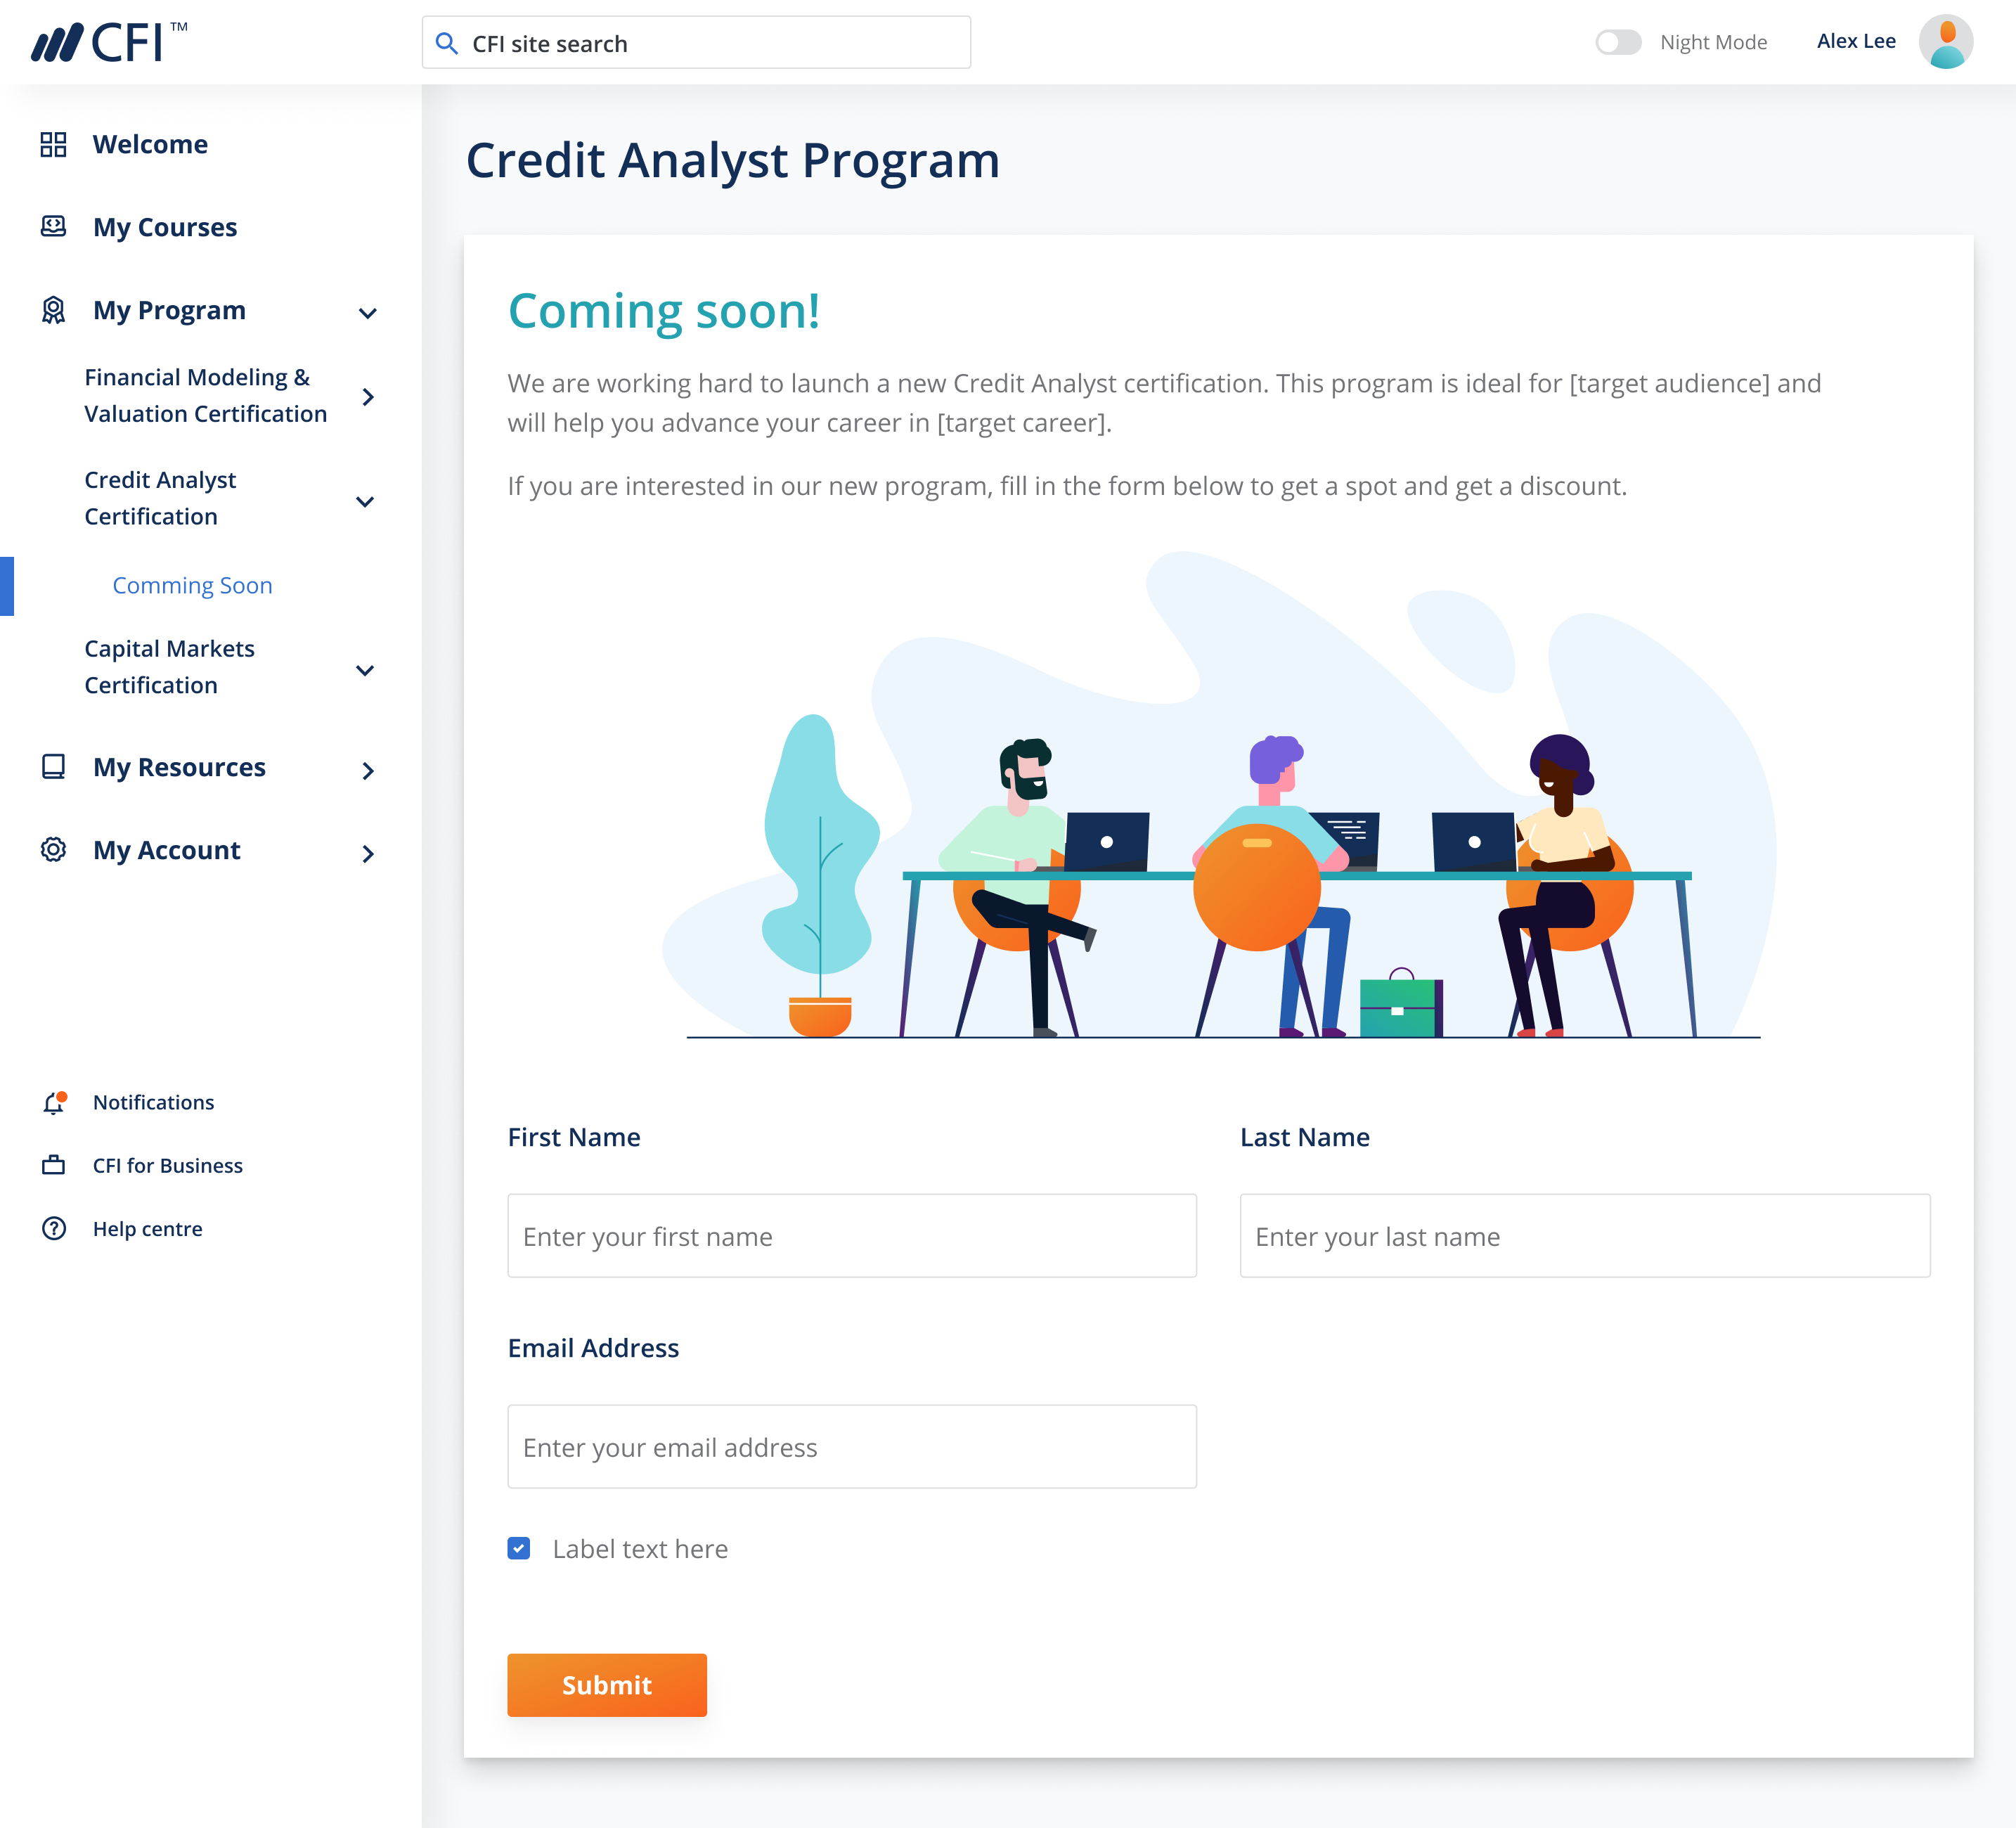 CFI™
CFI site search
Night Mode
Alex Lee
Welcome
My Courses
My Program
Financial Modeling &
Valuation Certification
Credit Analyst
Certification
Comming Soon
Capital Markets
Certification
My Resources
My Account
Notifications
CFI for Business
Help centre
Credit Analyst Program
Coming soon!
We are working hard to launch a new Credit Analyst certification. This program is ideal for [target audience] and
will help you advance your career in [target career].
If you are interested in our new program, fill in the form below to get a spot and get a discount.
First Name
Last Name
Enter your first name
Enter your last name
Email Address
Enter your email address
Label text here
Submit